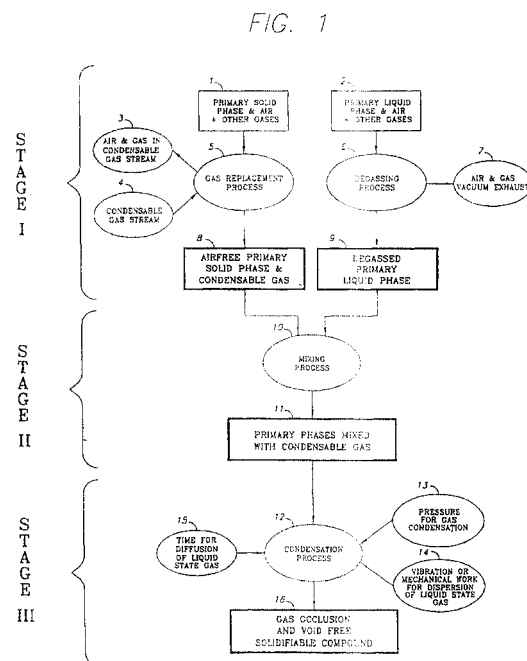 FIG. 1
STAGE I
1
PRIMARY SOLID
PHASE & AIR
+ OTHER GASES
2
PRIMARY LIQUID
PHASE & AIR
+ OTHER GASES
3
AIR & GAS IN
CONDENSABLE
GAS STREAM
4
CONDENSABLE
GAS STREAM
5
GAS REPLACEMENT
PROCESS
6
DEGASSING PROCESS
7
AIR & GAS
VACUUM EXHAUST
8
AIRFREE PRIMARY
SOLID PHASE &
CONDENSABLE GAS
9
DEGASSED
PRIMARY
LIQUID PHASE
STAGE II
10
MIXING
PROCESS
11
PRIMARY PHASES MIXED
WITH CONDENSABLE GAS
STAGE III
12
CONDENSATION
PROCESS
13
PRESSURE
FOR GAS
CONDENSATION
14
VIBRATION OR
MECHANICAL WORK
FOR DISPERSION OF
LIQUID STATE
GAS
15
TIME FOR
DIFFUSION OF
LIQUID STATE
GAS
16
GAS OCCLUSION
AND VOID FREE
SOLIDIFIABLE COMPOUND